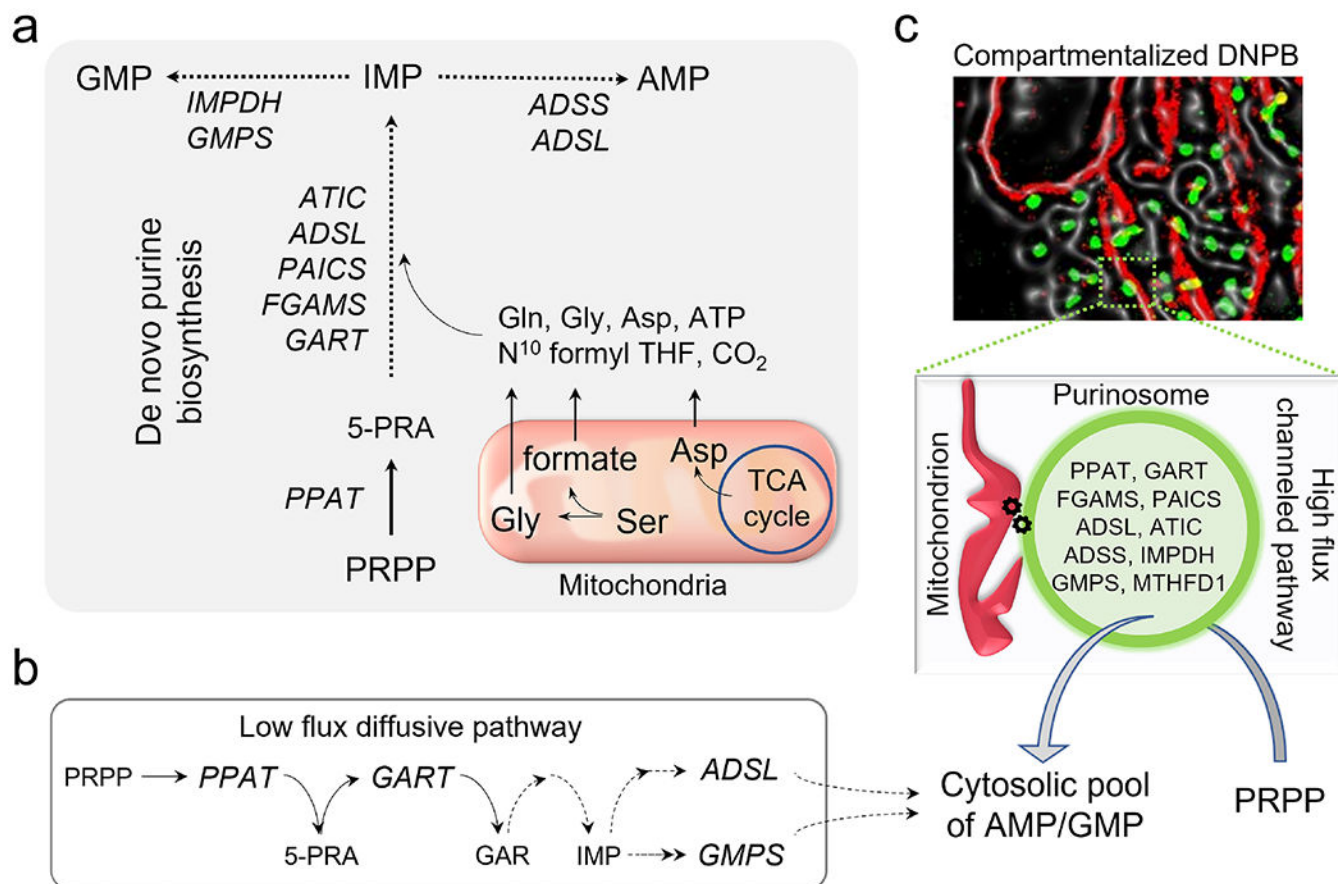 a
GMP
IMP
AMP
IMPDH
GMPS
ADSS
ADSL
ATIC
ADSL
PAICS
FGAMS
GART
De novo purine
biosynthesis
Gln, Gly, Asp, ATP
N¹⁰ formyl THF, CO₂
5-PRA
PPAT
PRPP
formate
Asp
TCA
cycle
Gly
Ser
Mitochondria
b
Low flux diffusive pathway
PRPP
PPAT
GART
ADSL
5-PRA
GAR
IMP
GMPS
c
Compartmentalized DNPB
Purinosome
Mitochondrion
PPAT, GART
FGAMS, PAICS
ADSL, ATIC
ADSS, IMPDH
GMPS, MTHFD1
High flux
channeled pathway
Cytosolic pool
of AMP/GMP
PRPP